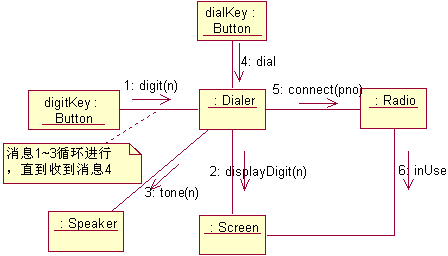 dialKey :
Button
4: dial
1: digit(n)
5: connect(pno)
digitKey :
Button
: Dialer
: Radio
消息1~3循环进行
，直到收到消息4
2: displayDigit(n)
6: inUse
3: tone(n)
: Speaker
: Screen